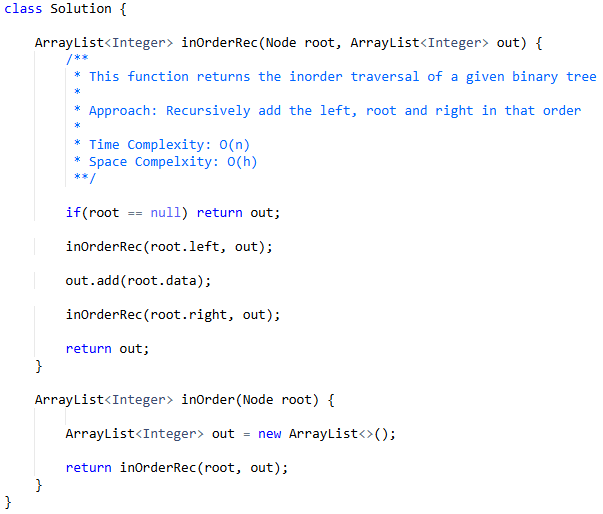 class Solution {
ArrayList<Integer> inOrderRec(Node root, ArrayList<Integer> out) {
/**
* This function returns the inorder traversal of a given binary tree
*
* Approach: Recursively add the left, root and right in that order
*
* Time Complexity: O(n)
* Space Compelxity: O(h)
**/
if(root == null) return out;
inOrderRec(root.left, out);
out.add(root.data);
inOrderRec(root.right, out);
return out;
}
ArrayList<Integer> inOrder(Node root) {
ArrayList<Integer> out = new ArrayList<>();
return inOrderRec(root, out);
}
}